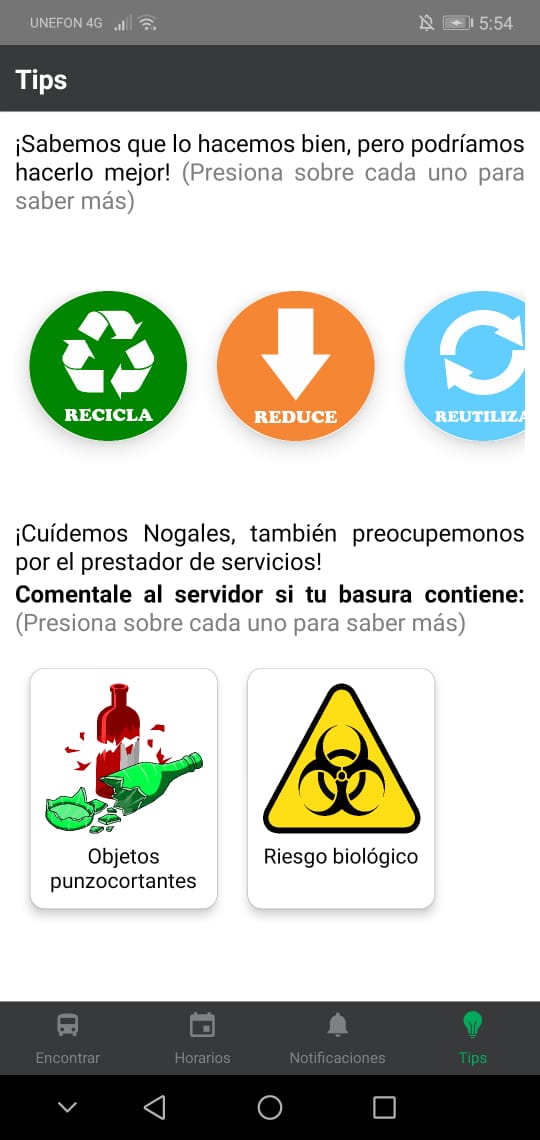 UNEFON 4G
5:54
Tips
¡Sabemos que lo hacemos bien, pero podríamos
hacerlo mejor! (Presiona sobre cada uno para
saber más)
RECICLA
REDUCE
REUTILIZA
¡Cuídemos Nogales, también preocupemonos
por el prestador de servicios!
Comentale al servidor si tu basura contiene:
(Presiona sobre cada uno para saber más)
Objetos
punzocortantes
Riesgo biológico
Encontrar
Horarios
Notificaciones
Tips